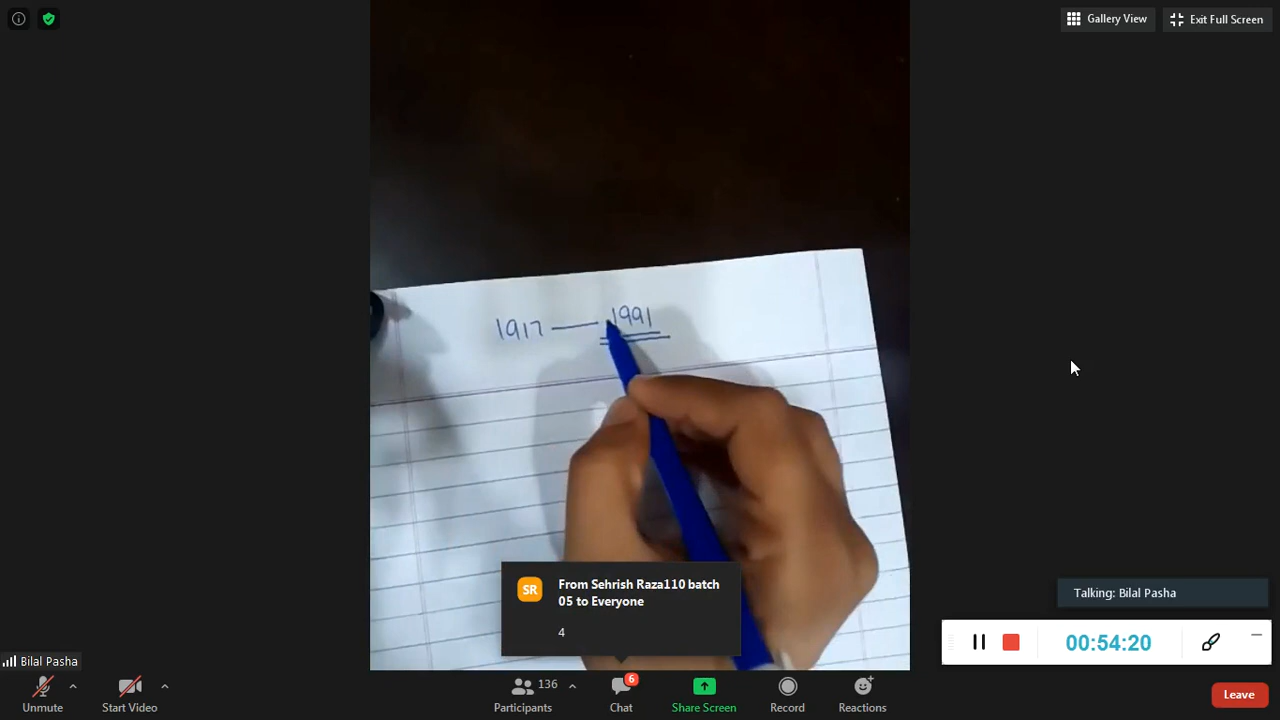 Gallery View
Exit Full Screen
1917 — 1991
From Sehrish Raza110 batch
05 to Everyone
SR
4
Talking: Bilal Pasha
00:54:20
Bilal Pasha
136
6
Unmute
Start Video
Participants
Chat
Share Screen
Record
Reactions
Leave